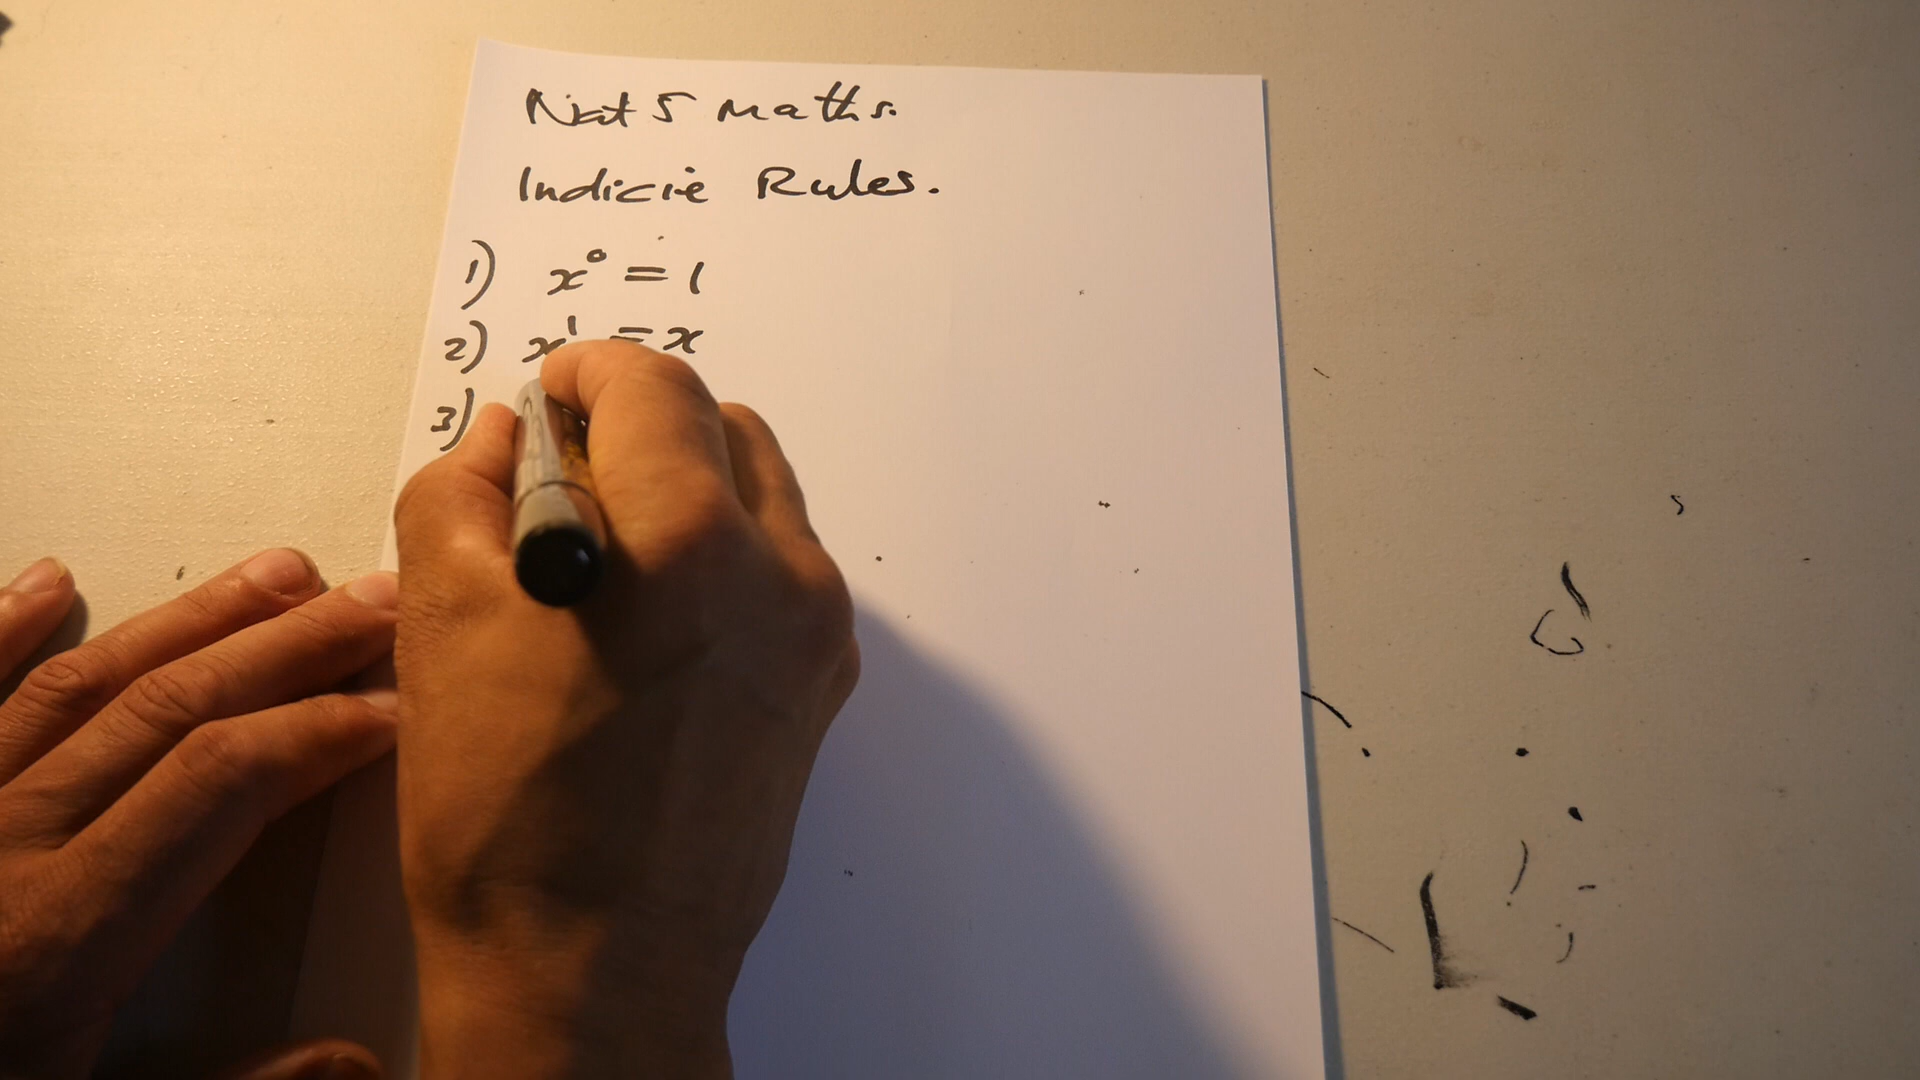 Nat 5 Maths.
Indicie Rules.
1) x⁰ = 1
2) x¹ = x
3)